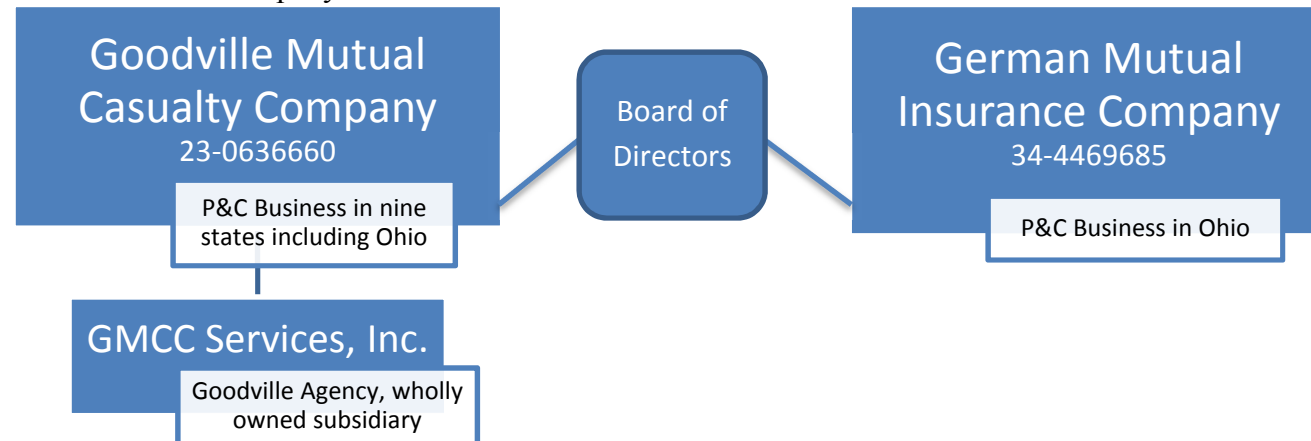 Goodville Mutual
Casualty Company
23-0636660
P&C Business in nine
states including Ohio
Board of
Directors
German Mutual
Insurance Company
34-4469685
P&C Business in Ohio
GMCC Services, Inc.
Goodville Agency, wholly
owned subsidiary